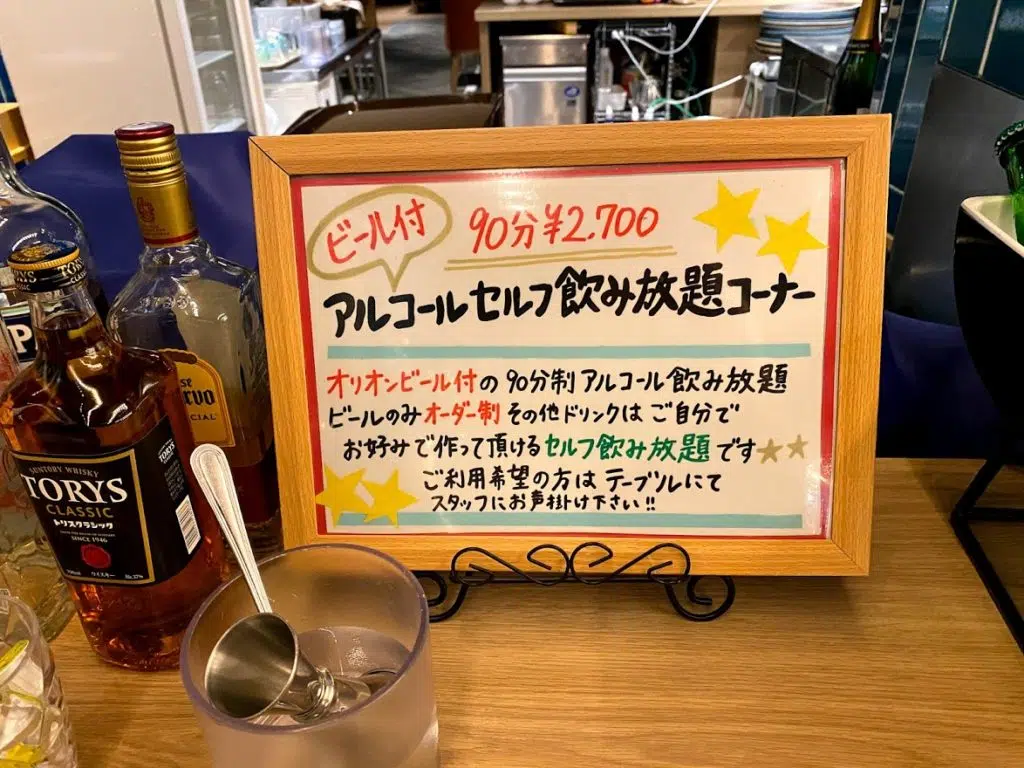 ビール付
90分¥2,700
アルコールセルフ飲み放題コーナー
オリオンビール付の 90分制 アルコール飲み放題
ビールのみオーダー制 その他ドリンクは ご自分で
お好みで作って頂けるセルフ飲み放題です
ご利用希望の方は テーブルにて
スタッフにお声掛け下さい!!
TORYS
CLASSIC
SUNTORY WHISKY
TORYS
CLASSIC
トリスクラシック
SINCE 1946
ウイスキー